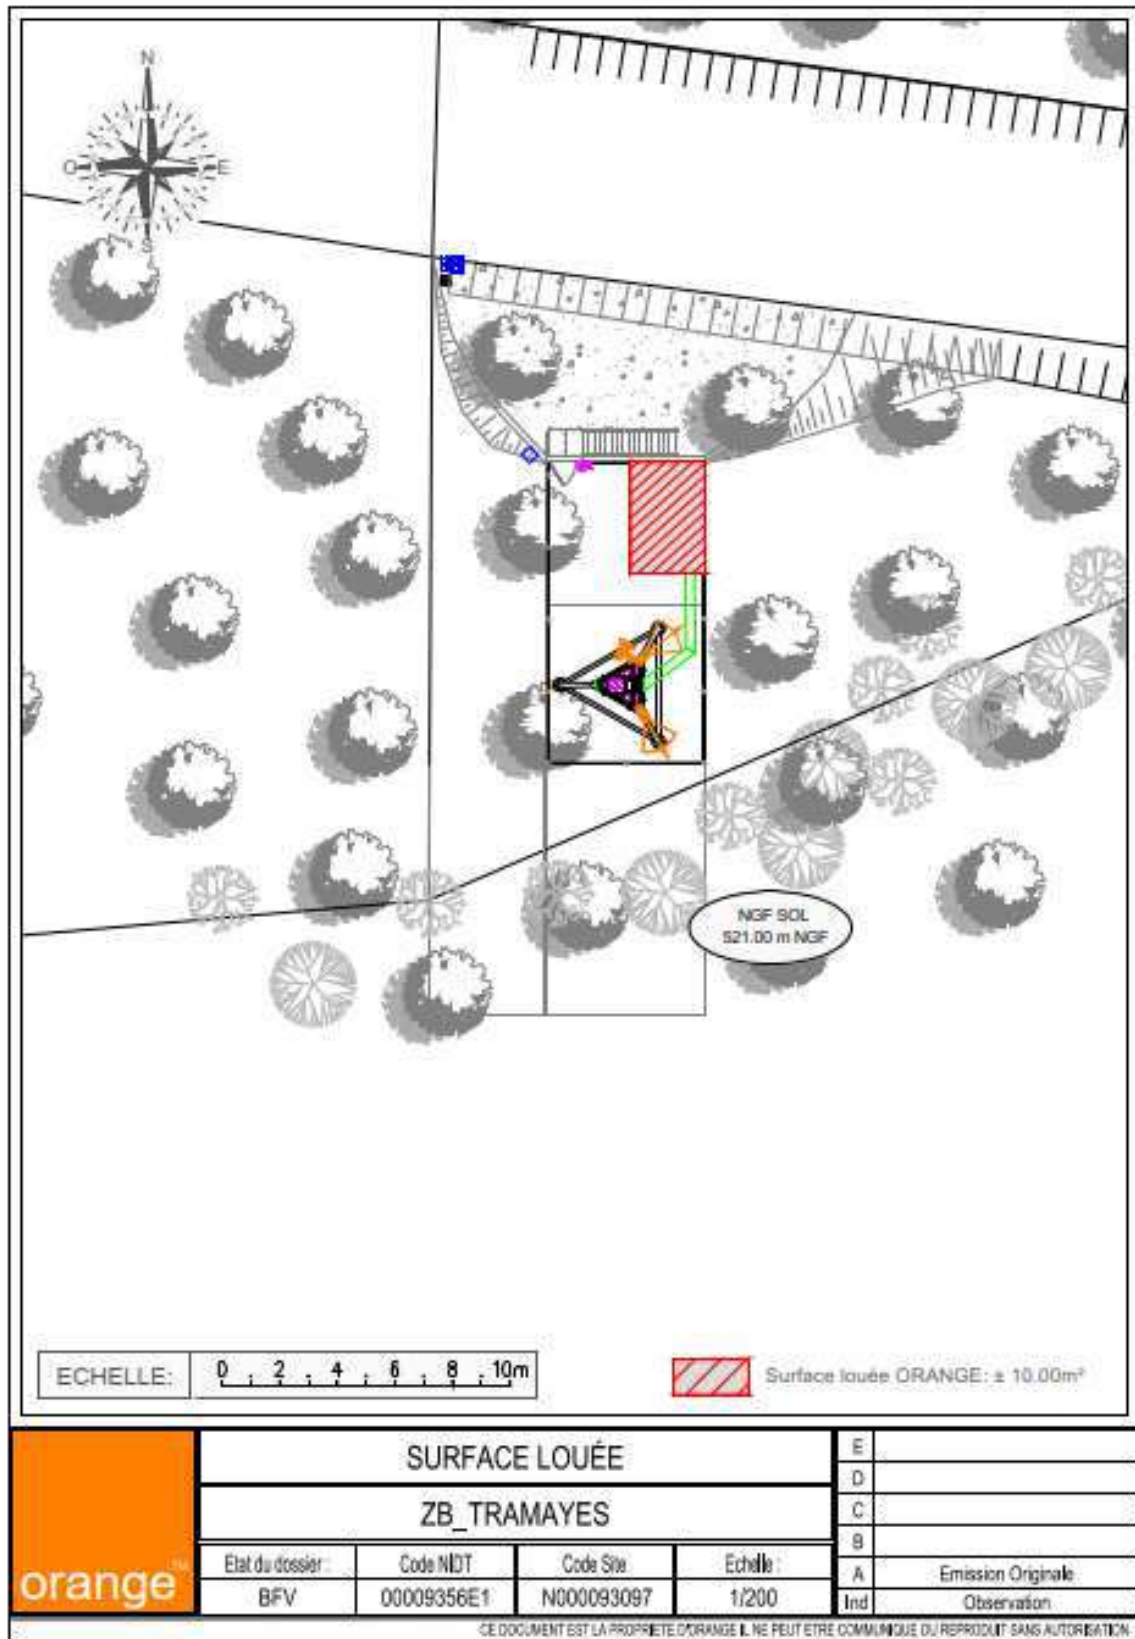 N
O
E
S
NGF SOL
521.00 m NGF
ECHELLE:
0 2 4 6 8 10m
Surface louée ORANGE: ± 10.00m²
orange™
SURFACE LOUÉE
ZB_TRAMAYES
Etat du dossier :
Code NIDT
Code Site
Echelle :
BFV
00009356E1
N000093097
1/200
E
D
C
B
A
Emission Originale
Ind
Observation
CE DOCUMENT EST LA PROPRIETE D'ORANGE IL NE PEUT ETRE COMMUNIQUE OU REPRODUIT SANS AUTORISATION